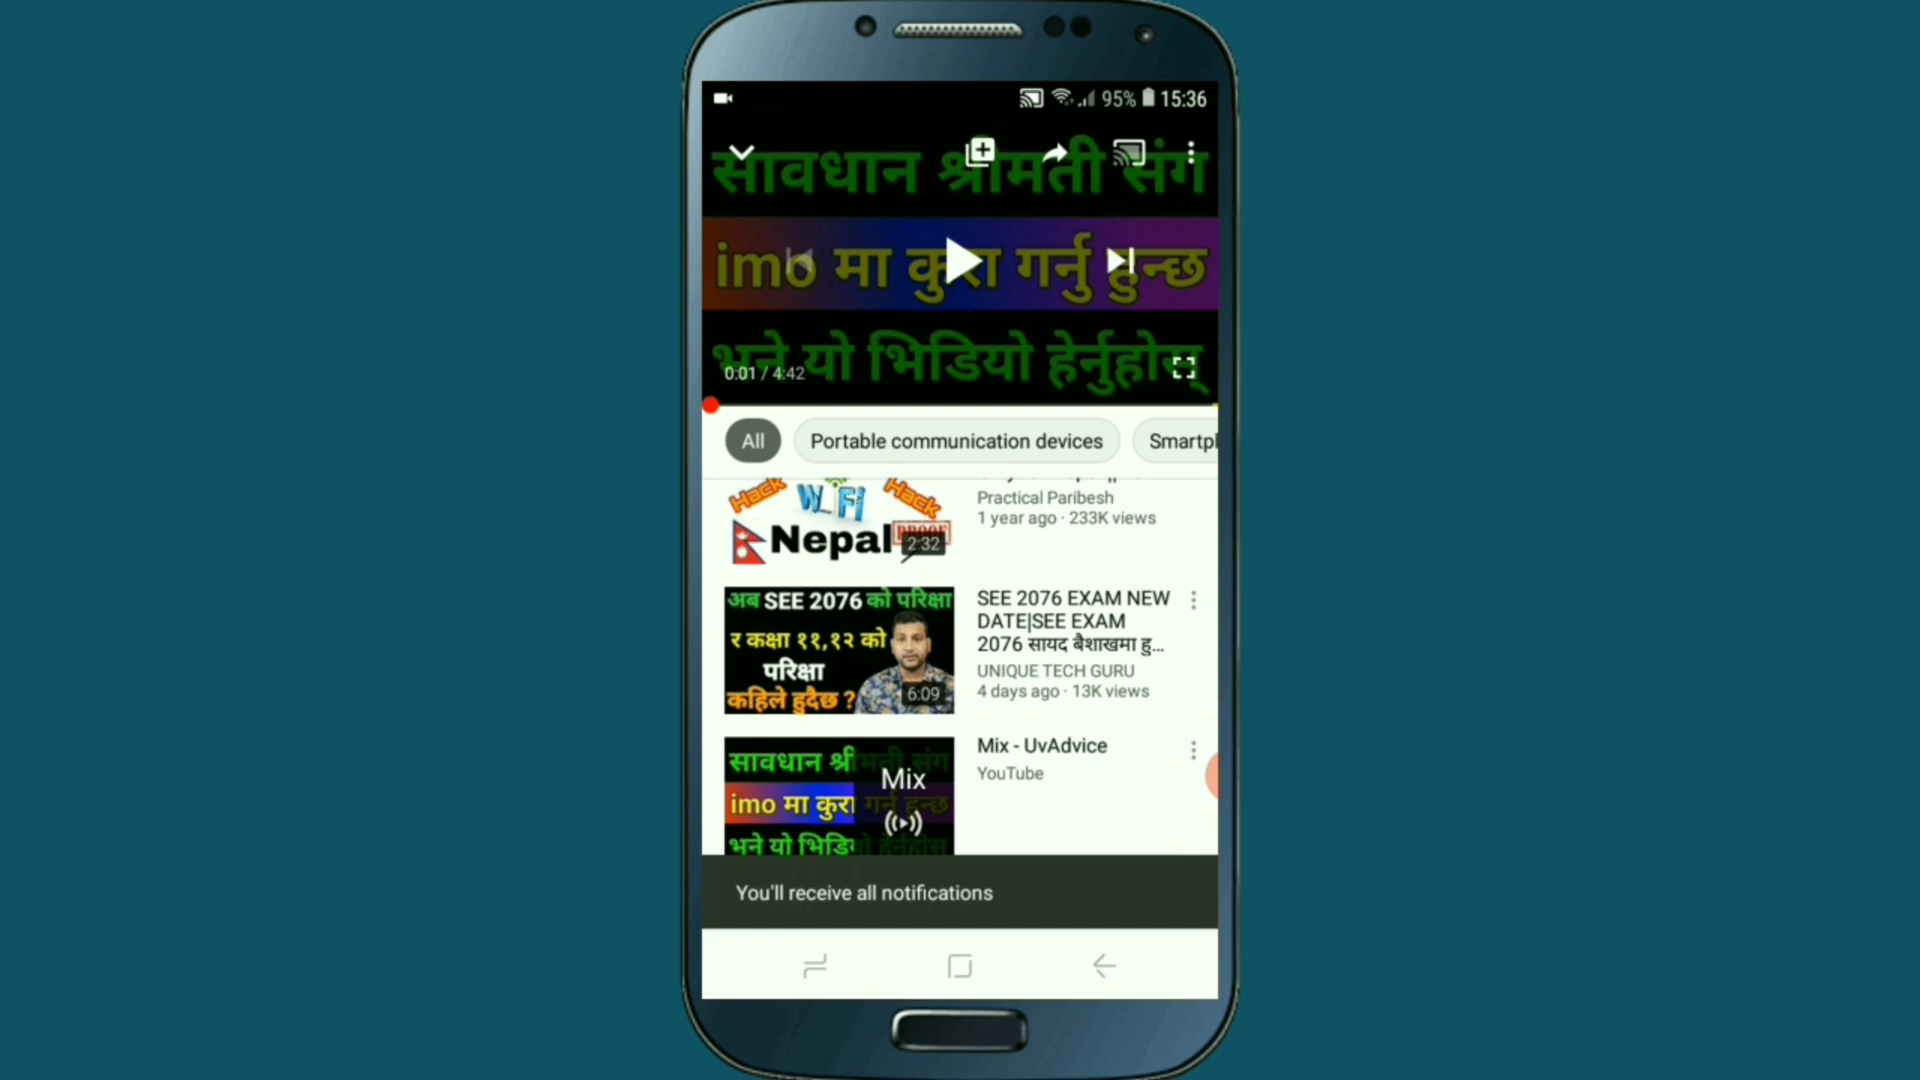 95% 15:36
सावधान श्रीमती संग
imo मा कुरा गर्नु हुन्छ
भने यो भिडियो हेर्नुहोस्
0:01 / 4:42
All
Portable communication devices
Smartph
Hack WiFi Hack
Nepal PROOF
2:32
Practical Paribesh
1 year ago · 233K views
अब SEE 2076 को परिक्षा
र कक्षा ११,१२ को
परिक्षा
कहिले हुदैछ ?
6:09
SEE 2076 EXAM NEW
DATE|SEE EXAM
2076 सायद बैशाखमा हु...
UNIQUE TECH GURU
4 days ago · 13K views
सावधान श्रीमती संग
imo मा कुरा गर्नु हुन्छ
भने यो भिडियो हेर्नुहोस्
Mix
Mix - UvAdvice
YouTube
You'll receive all notifications